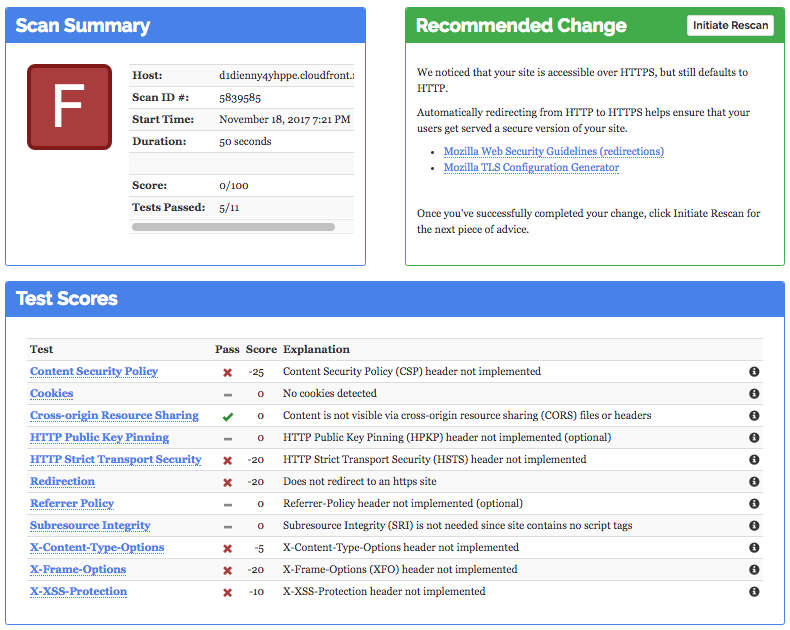 Scan Summary
F
Host: d1dienny4yhppe.cloudfront.
Scan ID #: 5839585
Start Time: November 18, 2017 7:21 PM
Duration: 50 seconds
Score: 0/100
Tests Passed: 5/11
Recommended Change
Initiate Rescan
We noticed that your site is accessible over HTTPS, but still defaults to
HTTP.
Automatically redirecting from HTTP to HTTPS helps ensure that your
users get served a secure version of your site.
• Mozilla Web Security Guidelines (redirections)
• Mozilla TLS Configuration Generator
Once you've successfully completed your change, click Initiate Rescan for
the next piece of advice.
Test Scores
Test Pass Score Explanation
Content Security Policy ✖ -25 Content Security Policy (CSP) header not implemented
Cookies – 0 No cookies detected
Cross-origin Resource Sharing ✔ 0 Content is not visible via cross-origin resource sharing (CORS) files or headers
HTTP Public Key Pinning – 0 HTTP Public Key Pinning (HPKP) header not implemented (optional)
HTTP Strict Transport Security ✖ -20 HTTP Strict Transport Security (HSTS) header not implemented
Redirection ✖ -20 Does not redirect to an https site
Referrer Policy – 0 Referrer-Policy header not implemented (optional)
Subresource Integrity – 0 Subresource Integrity (SRI) is not needed since site contains no script tags
X-Content-Type-Options ✖ -5 X-Content-Type-Options header not implemented
X-Frame-Options ✖ -20 X-Frame-Options (XFO) header not implemented
X-XSS-Protection ✖ -10 X-XSS-Protection header not implemented